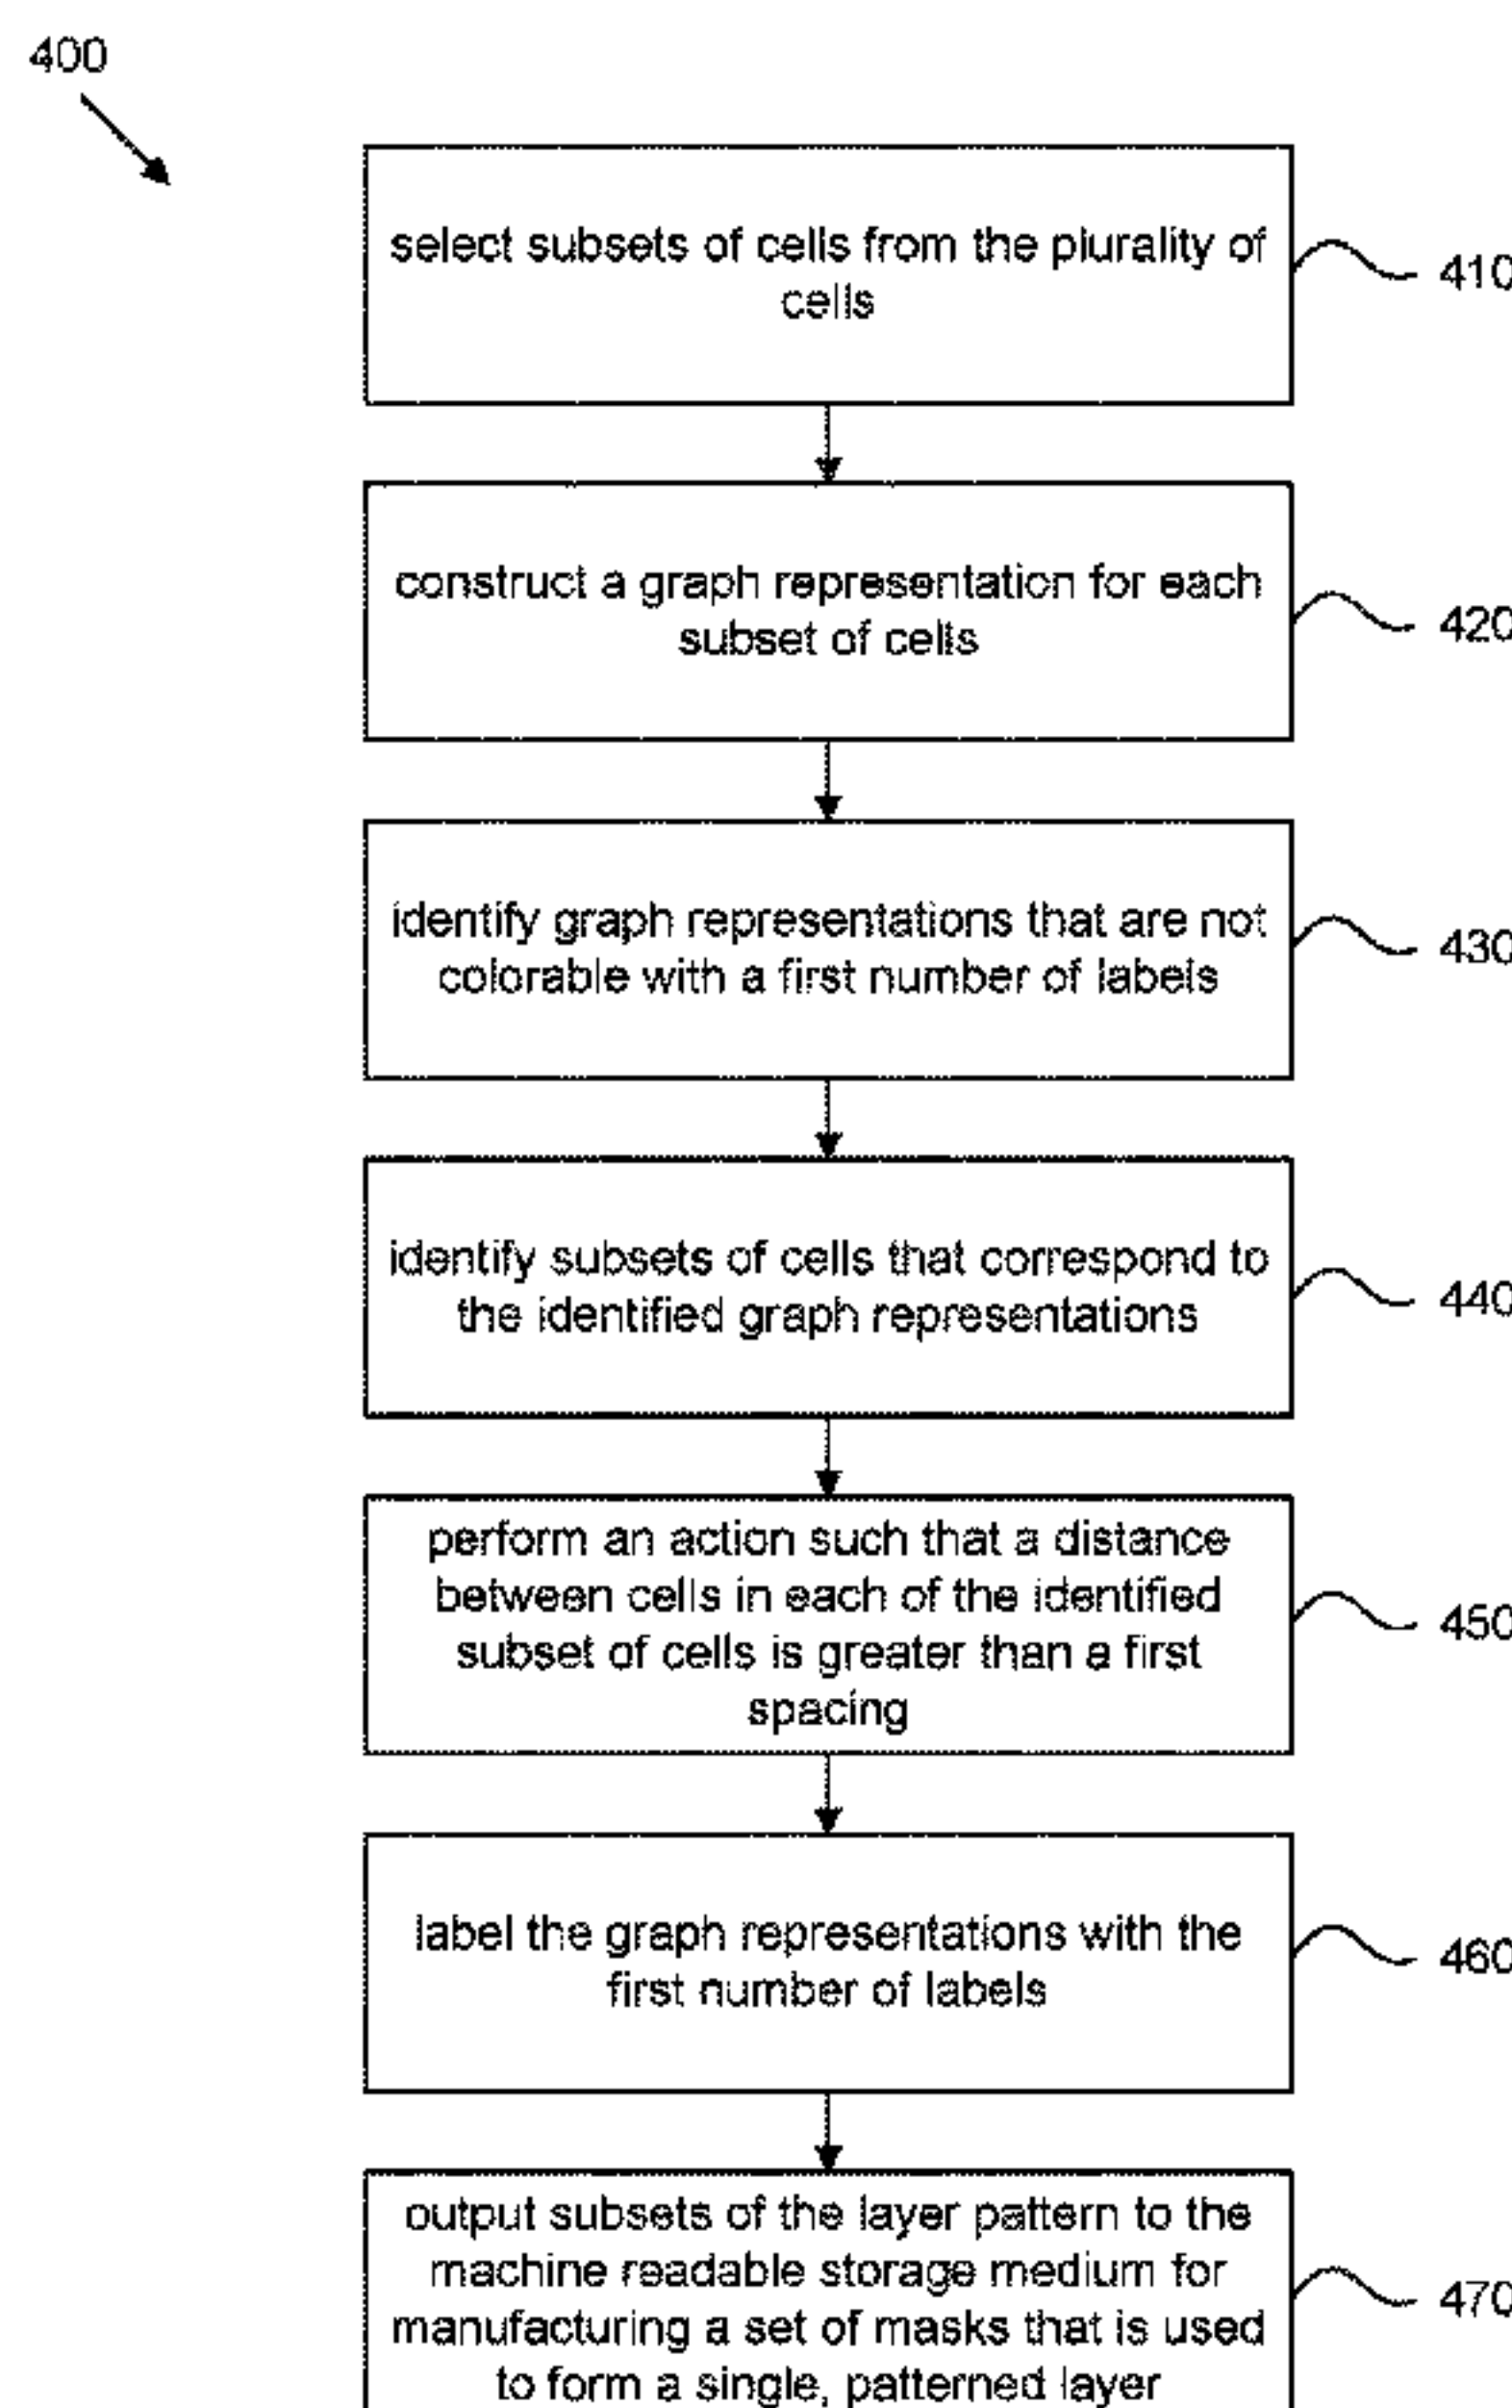 400
select subsets of cells from the plurality of
cells
410
construct a graph representation for each
subset of cells
420
identify graph representations that are not
colorable with a first number of labels
430
identify subsets of cells that correspond to
the identified graph representations
440
perform an action such that a distance
between cells in each of the identified
subset of cells is greater than a first
spacing
450
label the graph representations with the
first number of labels
460
output subsets of the layer pattern to the
machine readable storage medium for
manufacturing a set of masks that is used
to form a single, patterned layer
470